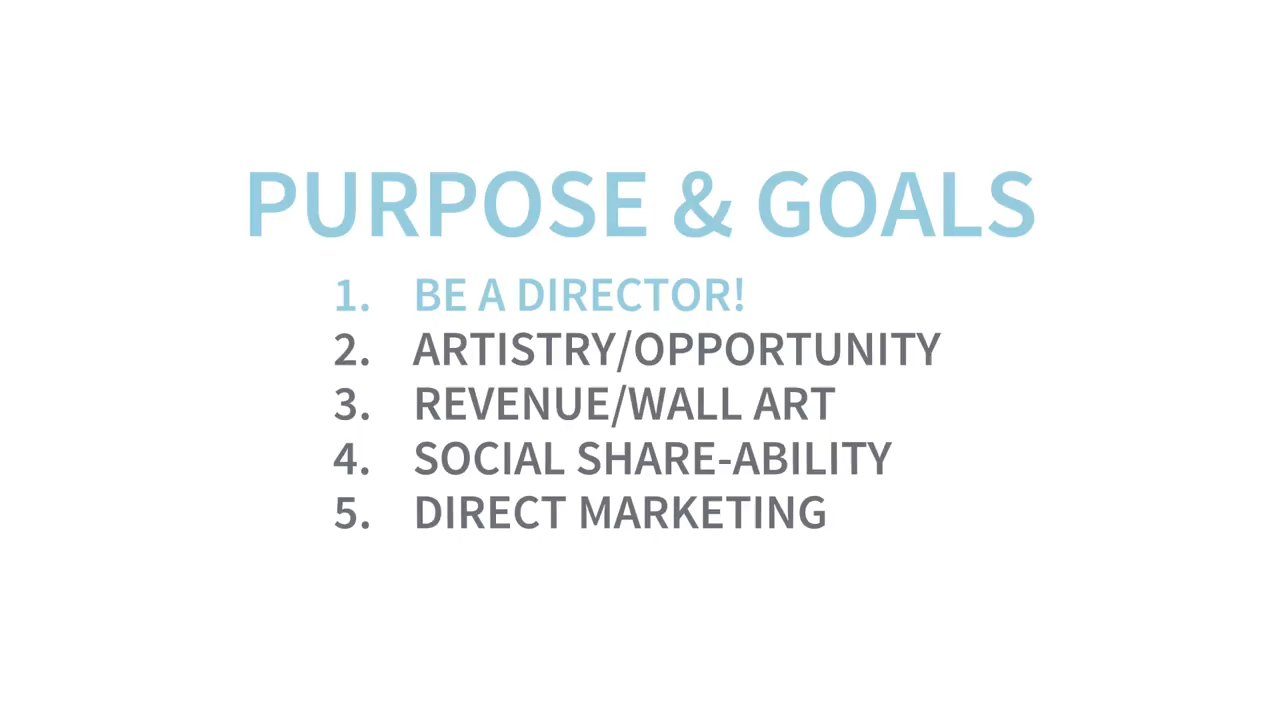 PURPOSE & GOALS
1. BE A DIRECTOR!
2. ARTISTRY/OPPORTUNITY
3. REVENUE/WALL ART
4. SOCIAL SHARE-ABILITY
5. DIRECT MARKETING